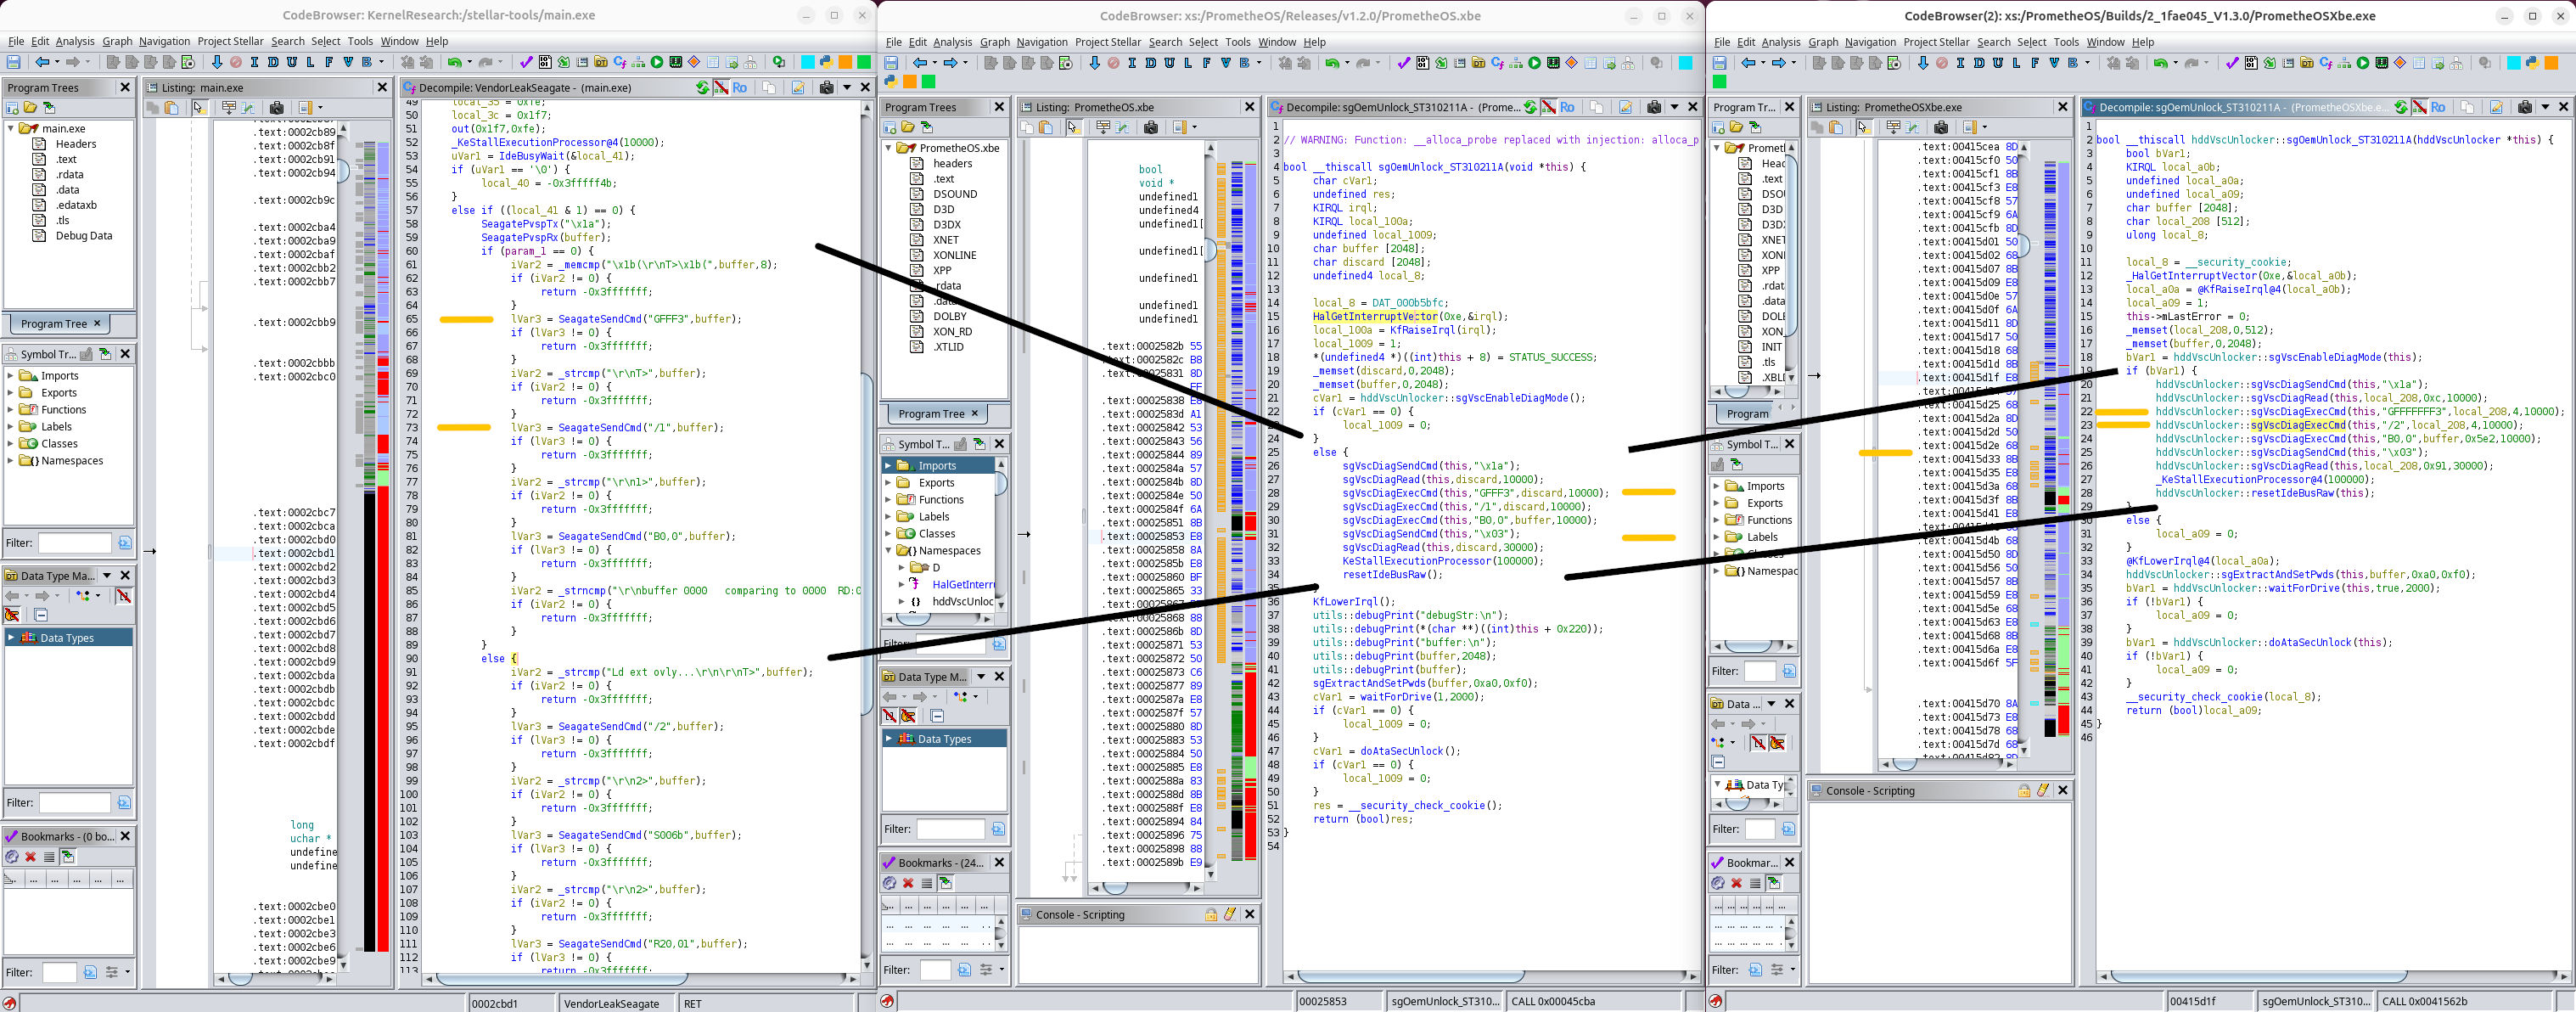 CodeBrowser: KernelResearch:/stellar-tools/main.exe
File Edit Analysis Graph Navigation Project Stellar Search Select Tools Window Help
Program Trees
main.exe
Headers
.text
.rdata
.data
.edataxb
.tls
Debug Data
Program Tree
Symbol Tr...
Imports
Exports
Functions
Labels
Classes
Namespaces
Filter:
Data Type Ma...
Data Types
Filter:
Bookmarks - (0 bo...
Filter:
Listing: main.exe
.text:0002cb89
.text:0002cb8f
.text:0002cb91
.text:0002cb94
.text:0002cb9c
.text:0002cba4
.text:0002cba9
.text:0002cbaf
.text:0002cbb2
.text:0002cbb7
.text:0002cbb9
.text:0002cbbb
.text:0002cbc0
.text:0002cbc7
.text:0002cbca
.text:0002cbd0
.text:0002cbd1
.text:0002cbd2
.text:0002cbd3
.text:0002cbd4
.text:0002cbd5
.text:0002cbd6
.text:0002cbd7
.text:0002cbd8
.text:0002cbd9
.text:0002cbda
.text:0002cbdb
.text:0002cbdc
.text:0002cbdd
.text:0002cbde
.text:0002cbdf
long
uchar *
undefine
undefine
.text:0002cbe0
.text:0002cbe1
.text:0002cbe3
.text:0002cbe6
.text:0002cbe9
Decompile: VendorLeakSeagate - (main.exe)
49 local_35 = 0xfe;
50 local_3c = 0x1f7;
51 out(0x1f7,0xfe);
52 _KeStallExecutionProcessor@4(10000);
53 uVar1 = IdeBusyWait(&local_41);
54 if (uVar1 == '\0') {
55 local_40 = -0x3fffff4b;
56 }
57 else if ((local_41 & 1) == 0) {
58 SeagatePvspTx("\x1a");
59 SeagatePvspRx(buffer);
60 if (param_1 == 0) {
61 iVar2 = _memcmp("\x1b(\r\nT>\x1b(",buffer,8);
62 if (iVar2 != 0) {
63 return -0x3fffffff;
64 }
65 lVar3 = SeagateSendCmd("GFFF3",buffer);
66 if (lVar3 != 0) {
67 return -0x3fffffff;
68 }
69 iVar2 = _strcmp("\r\nT>",buffer);
70 if (iVar2 != 0) {
71 return -0x3fffffff;
72 }
73 lVar3 = SeagateSendCmd("/1",buffer);
74 if (lVar3 != 0) {
75 return -0x3fffffff;
76 }
77 iVar2 = _strcmp("\r\n1>",buffer);
78 if (iVar2 != 0) {
79 return -0x3fffffff;
80 }
81 lVar3 = SeagateSendCmd("B0,0",buffer);
82 if (iVar2 != 0) {
83 return -0x3fffffff;
84 }
85 iVar2 = _strncmp("\r\nbuffer 0000   comparing to 0000  RD:0
86 if (iVar2 != 0) {
87 return -0x3fffffff;
88 }
89 }
90 else {
91 iVar2 = _strcmp("Ld ext ovly...\r\n\r\nT>",buffer);
92 if (iVar2 != 0) {
93 return -0x3fffffff;
94 }
95 lVar3 = SeagateSendCmd("/2",buffer);
96 if (lVar3 != 0) {
97 return -0x3fffffff;
98 }
99 iVar2 = _strcmp("\r\n2>",buffer);
100 if (iVar2 != 0) {
101 return -0x3fffffff;
102 }
103 lVar3 = SeagateSendCmd("S006b",buffer);
104 if (lVar3 != 0) {
105 return -0x3fffffff;
106 }
107 iVar2 = _strcmp("\r\n2>",buffer);
108 if (iVar2 != 0) {
109 return -0x3fffffff;
110 }
111 lVar3 = SeagateSendCmd("R20,01",buffer);
112 if (lVar3 != 0) {
113 return -0x3fffffff;
0002cbd1 VendorLeakSeagate RET
CodeBrowser: xs:/PrometheOS/Releases/v1.2.0/PrometheOS.xbe
File Edit Analysis Graph Navigation Project Stellar Search Select Tools Window Help
Program Trees
PrometheOS.xbe
headers
.text
DSOUND
D3D
D3DX
XNET
XONLINE
XPP
.rdata
.data
DOLBY
XON_RD
.XTLID
Program Tree
Symbol T...
Imports
Exports
Functions
Labels
Classes
Namespaces
D
HalGetInterr
hddVscUnloc
Data Type M...
Data Types
Filter:
Bookmarks - (24...
Filter:
Listing: PrometheOS.xbe
bool
void *
undefined1
undefined4
undefined1[
undefined1[
undefined1
undefined1
undefined1
.text:0002582b 55
.text:0002582c B8
.text:00025831 8D
FF
.text:00025838 E8
.text:0002583d A1
.text:00025842 53
.text:00025843 56
.text:00025844 89
.text:0002584a 57
.text:0002584b 8D
.text:0002584e 50
.text:0002584f 6A
.text:00025851 8B
.text:00025853 E8
.text:00025858 8A
.text:0002585d 88
.text:00025860 BF
.text:00025865 33
.text:00025867
.text:00025868 88
.text:0002586b 8D
.text:00025871 53
.text:00025872 50
.text:00025873 C6
.text:00025877 89
.text:0002587a E8
.text:0002587f 57
.text:00025880 8D
.text:00025883 53
.text:00025884 50
.text:00025885 E8
.text:0002588a 83
.text:0002588d 8B
.text:0002588f E8
.text:00025894 84
.text:00025896 75
.text:00025898 88
.text:0002589b E9
Console - Scripting
Decompile: sgOemUnlock_ST310211A - (Prome...
1
2 // WARNING: Function: __alloca_probe replaced with injection: alloca_p
3
4 bool __thiscall sgOemUnlock_ST310211A(void *this) {
5 char cVar1;
6 undefined res;
7 KIRQL irql;
8 KIRQL local_100a;
9 undefined local_1009;
10 char buffer [2048];
11 char discard [2048];
12 undefined4 local_8;
13
14 local_8 = DAT_000b5bfc;
15 HalGetInterruptVector(0xe,&irql);
16 local_100a = KfRaiseIrql(irql);
17 local_1009 = 1;
18 *(undefined4 *)((int)this + 8) = STATUS_SUCCESS;
19 _memset(discard,0,2048);
20 _memset(buffer,0,2048);
21 cVar1 = hddVscUnlocker::sgVscEnableDiagMode();
22 if (cVar1 == 0) {
23 local_1009 = 0;
24 }
25 else {
26 sgVscDiagSendCmd(this,"\x1a");
27 sgVscDiagRead(this,discard,10000);
28 sgVscDiagExecCmd(this,"GFFF3",discard,10000);
29 sgVscDiagExecCmd(this,"/1",discard,10000);
30 sgVscDiagExecCmd(this,"B0,0",buffer,10000);
31 sgVscDiagSendCmd(this,"\x03");
32 sgVscDiagRead(this,discard,30000);
33 KeStallExecutionProcessor(100000);
34 resetIdeBusRaw();
35
36 KfLowerIrql();
37 utils::debugPrint("debugStr:\n");
38 utils::debugPrint(*(char **)((int)this + 0x220));
39 utils::debugPrint("buffer:\n");
40 utils::debugPrint(buffer,2048);
41 utils::debugPrint(buffer);
42 sgExtractAndSetPwds(buffer,0xa0,0xf0);
43 cVar1 = waitForDrive(1,2000);
44 if (cVar1 == 0) {
45 local_1009 = 0;
46 }
47 cVar1 = doAtaSecUnlock();
48 if (cVar1 == 0) {
49 local_1009 = 0;
50 }
51 res = __security_check_cookie();
52 return (bool)res;
53 }
54
00025853 sgOemUnlock_ST310... CALL 0x00045cba
CodeBrowser(2): xs:/PrometheOS/Builds/2_1fae045_V1.3.0/PrometheOSXbe.exe
File Edit Analysis Graph Navigation Project Stellar Search Select Tools Window Help
Program Tr...
Promet
Heac
.text
DSOU
D3D
D3D
XNET
XONI
XPP
.rdat
.data
DOLE
XON_
INIT
.tls
.XBLD
Program
Symbol T...
Imports
Exports
Functions
Labels
Namespac
Filter:
Data ...
Data Ty
Filter:
Bookmar...
Filter:
Listing: PrometheOSXbe.exe
.text:00415cea 8D
.text:00415cf0 50
.text:00415cf1 8B
.text:00415cf3 E8
.text:00415cf8 57
.text:00415cf9 6A
.text:00415cfb 8D
.text:00415d01 50
.text:00415d02 68
.text:00415d07 8B
.text:00415d09 E8
.text:00415d0e 57
.text:00415d0f 6A
.text:00415d11 8D
.text:00415d17 50
.text:00415d18 68
.text:00415d1d 8B
.text:00415d1f E8
.text:00415d25 68
.text:00415d2a 8D
.text:00415d2d 50
.text:00415d2e 68
.text:00415d33 8B
.text:00415d35 E8
.text:00415d3a 68
.text:00415d3f 8B
.text:00415d41 E8
.text:00415d4b 68
.text:00415d50 8D
.text:00415d56 50
.text:00415d57 8B
.text:00415d59 E8
.text:00415d5e 68
.text:00415d63 E8
.text:00415d68 8B
.text:00415d6a E8
.text:00415d6f 5F
.text:00415d70 8A
.text:00415d73 E8
.text:00415d78 68
.text:00415d7d 68
Console - Scripting
Decompile: sgOemUnlock_ST310211A - (PrometheOSXbe.e...
1
2 bool __thiscall hddVscUnlocker::sgOemUnlock_ST310211A(hddVscUnlocker *this) {
3 bool bVar1;
4 KIRQL local_a0b;
5 undefined local_a0a;
6 undefined local_a09;
7 char buffer [2048];
8 char local_208 [512];
9 ulong local_8;
10
11 local_8 = __security_cookie;
12 _HalGetInterruptVector(0xe,&local_a0b);
13 local_a0a = @KfRaiseIrql@4(local_a0b);
14 local_a09 = 1;
15 this->mLastError = 0;
16 _memset(local_208,0,512);
17 _memset(buffer,0,2048);
18 bVar1 = hddVscUnlocker::sgVscEnableDiagMode(this);
19 if (bVar1) {
20 hddVscUnlocker::sgVscDiagSendCmd(this,"\x1a");
21 hddVscUnlocker::sgVscDiagRead(this,local_208,0xc,10000);
22 hddVscUnlocker::sgVscDiagExecCmd(this,"GFFFFFFF3",local_208,4,10000);
23 hddVscUnlocker::sgVscDiagExecCmd(this,"/2",local_208,4,10000);
24 hddVscUnlocker::sgVscDiagExecCmd(this,"B0,0",buffer,0x5e2,10000);
25 hddVscUnlocker::sgVscDiagSendCmd(this,"\x03");
26 hddVscUnlocker::sgVscDiagRead(this,local_208,0x91,30000);
27 _KeStallExecutionProcessor@4(100000);
28 hddVscUnlocker::resetIdeBusRaw(this);
29
30 else {
31 local_a09 = 0;
32 }
33 @KfLowerIrql@4(local_a0a);
34 hddVscUnlocker::sgExtractAndSetPwds(this,buffer,0xa0,0xf0);
35 bVar1 = hddVscUnlocker::waitForDrive(this,true,2000);
36 if (!bVar1) {
37 local_a09 = 0;
38 }
39 bVar1 = hddVscUnlocker::doAtaSecUnlock(this);
40 if (!bVar1) {
41 local_a09 = 0;
42 }
43 __security_check_cookie(local_8);
44 return (bool)local_a09;
45 }
46
00415d1f sgOemUnlock_ST310... CALL 0x0041562b